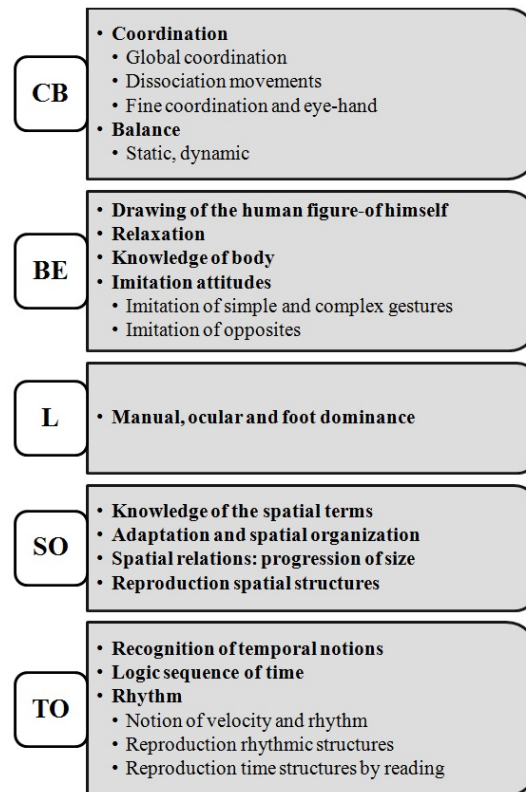 CB
• Coordination
• Global coordination
• Dissociation movements
• Fine coordination and eye-hand
• Balance
• Static, dynamic
BE
• Drawing of the human figure-of himself
• Relaxation
• Knowledge of body
• Imitation attitudes
• Imitation of simple and complex gestures
• Imitation of opposites
L
• Manual, ocular and foot dominance
SO
• Knowledge of the spatial terms
• Adaptation and spatial organization
• Spatial relations: progression of size
• Reproduction spatial structures
TO
• Recognition of temporal notions
• Logic sequence of time
• Rhythm
• Notion of velocity and rhythm
• Reproduction rhythmic structures
• Reproduction time structures by reading